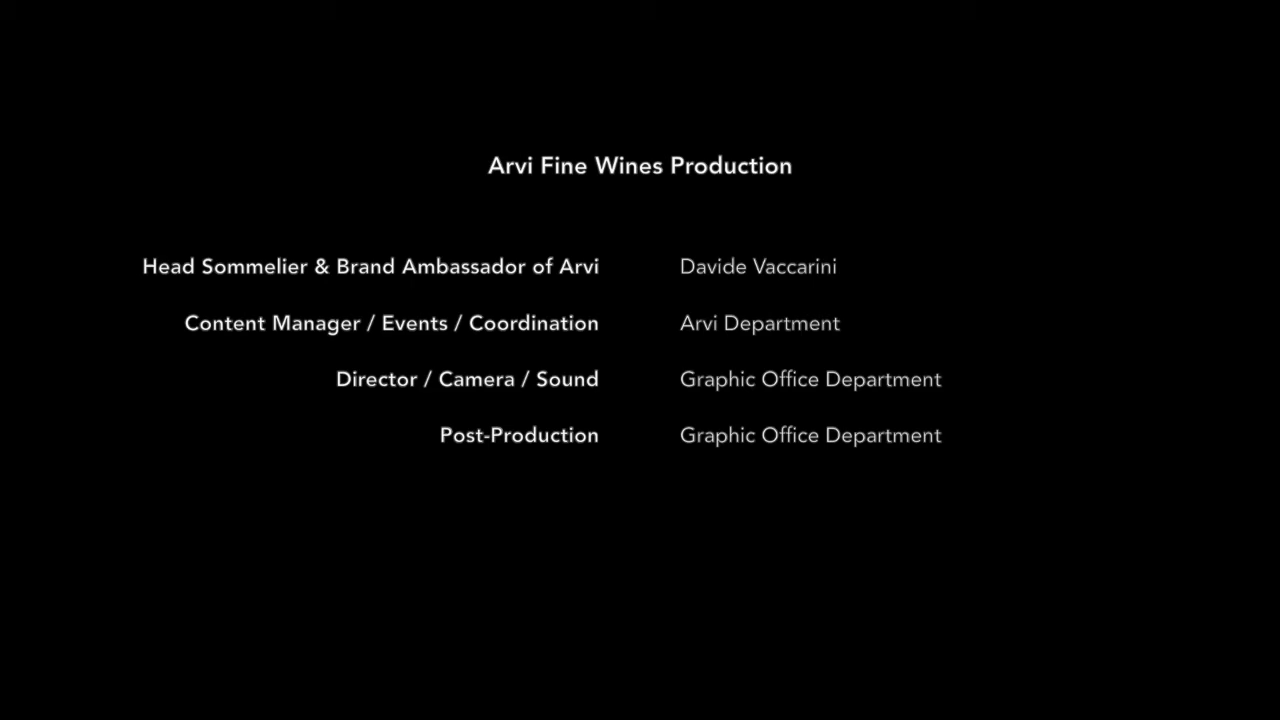 Arvi Fine Wines Production
Head Sommelier & Brand Ambassador of Arvi Davide Vaccarini
Content Manager / Events / Coordination Arvi Department
Director / Camera / Sound Graphic Office Department
Post-Production Graphic Office Department